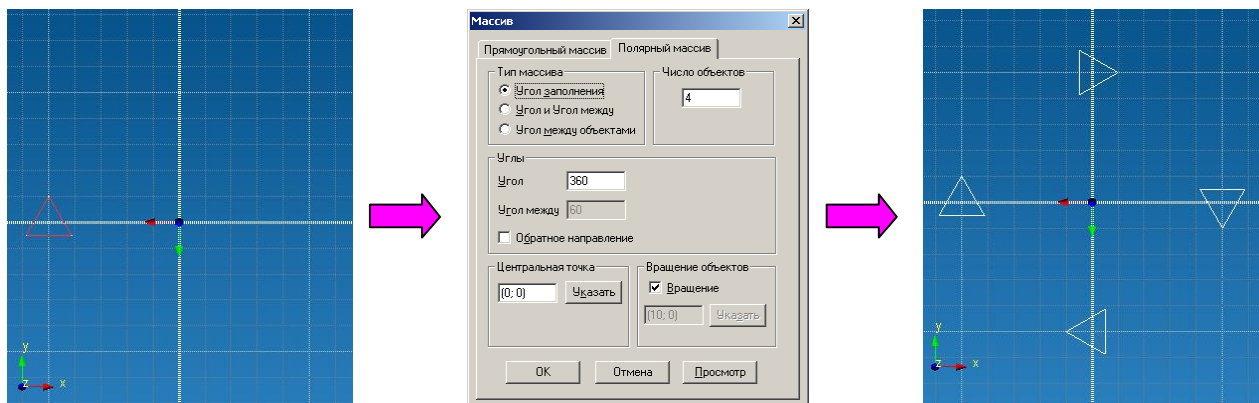 y
z x
Массив
Прямоугольный массив Полярный массив
Тип массива
Угол заполнения
Угол и Угол между
Угол между объектами
Число объектов
4
Углы
Угол 360
Угол между 60
Обратное направление
Центральная точка
(0; 0) Указать
Вращение объектов
Вращение
(10; 0) Указать
OK Отмена Просмотр
y
z x